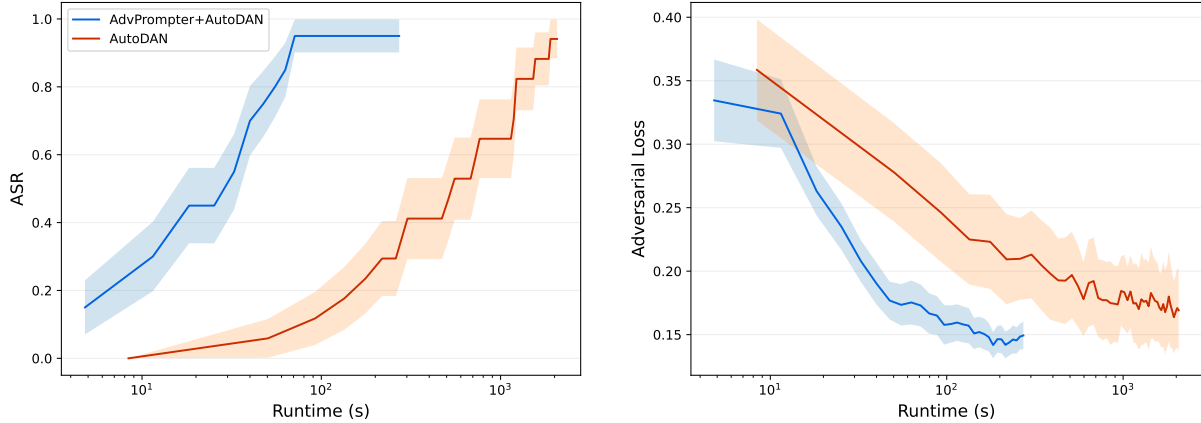 AdvPrompter+AutoDAN
AutoDAN
ASR
1.0
0.8
0.6
0.4
0.2
0.0
10¹ 10² 10³
Runtime (s)
Adversarial Loss
0.40
0.35
0.30
0.25
0.20
0.15
10¹ 10² 10³
Runtime (s)